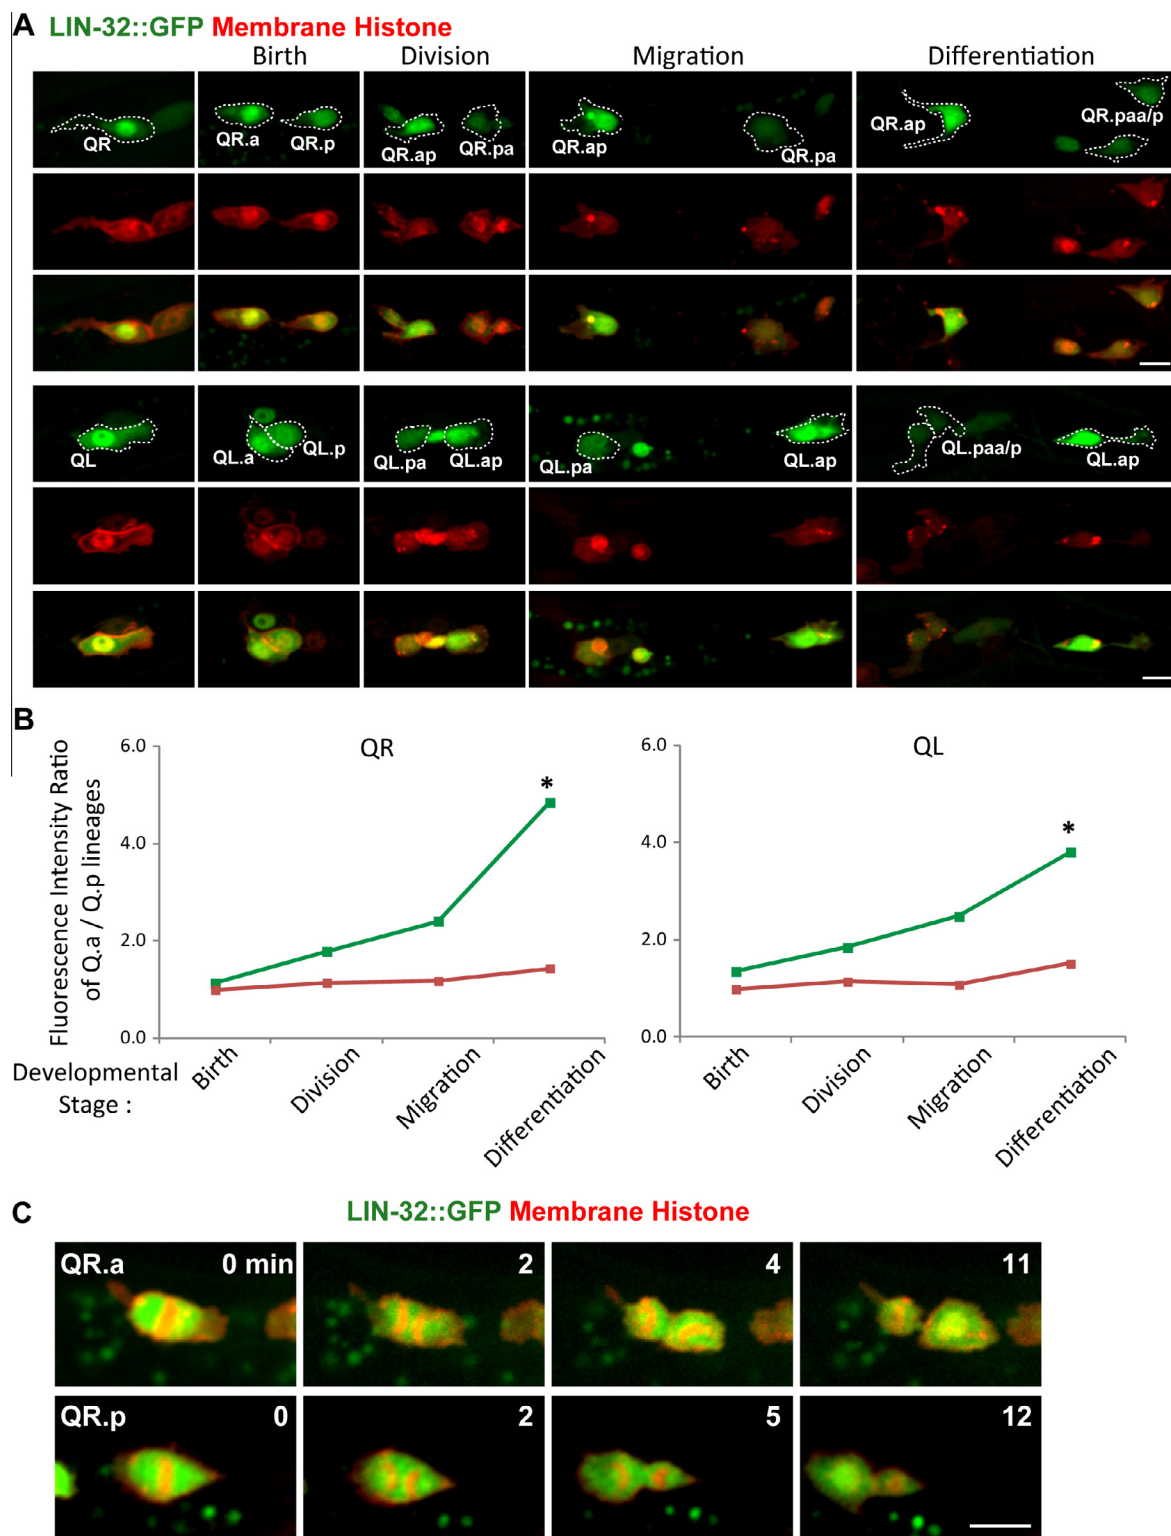 A LIN-32::GFP Membrane Histone
Birth Division Migration Differentiation
QR QR.a QR.p QR.ap QR.pa QR.ap QR.pa QR.ap QR.paa/p
QL QL.a QL.p QL.pa QL.ap QL.pa QL.ap QL.paa/p QL.ap
B
Fluorescence Intensity Ratio
of Q.a / Q.p lineages
QR
6.0
4.0
2.0
0.0
*
Birth Division Migration Differentiation
QL
6.0
4.0
2.0
0.0
*
Birth Division Migration Differentiation
Developmental
Stage :
C LIN-32::GFP Membrane Histone
QR.a 0 min 2 4 11
QR.p 0 2 5 12